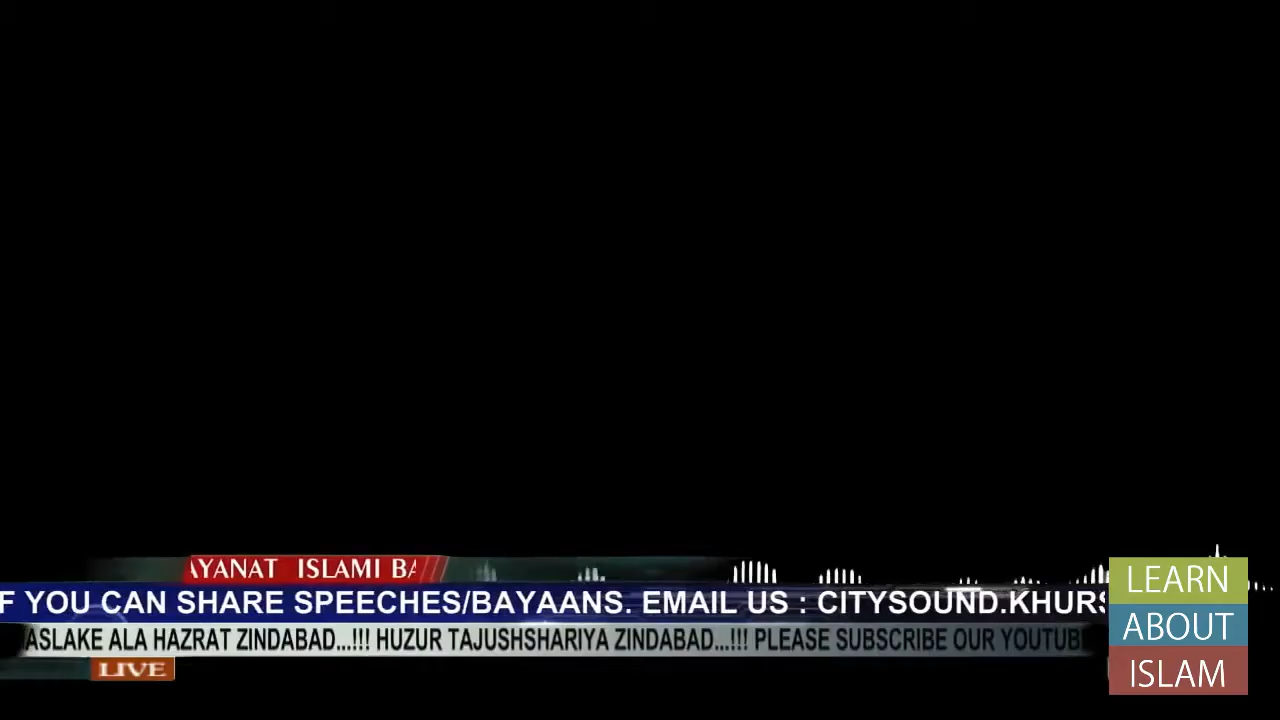 AYANAT ISLAMI BA
F YOU CAN SHARE SPEECHES/BAYAANS. EMAIL US : CITYSOUND.KHURS
ASLAKE ALA HAZRAT ZINDABAD...!!! HUZUR TAJUSHSHARIYA ZINDABAD...!!! PLEASE SUBSCRIBE OUR YOUTUB
LIVE
LEARN
ABOUT
ISLAM